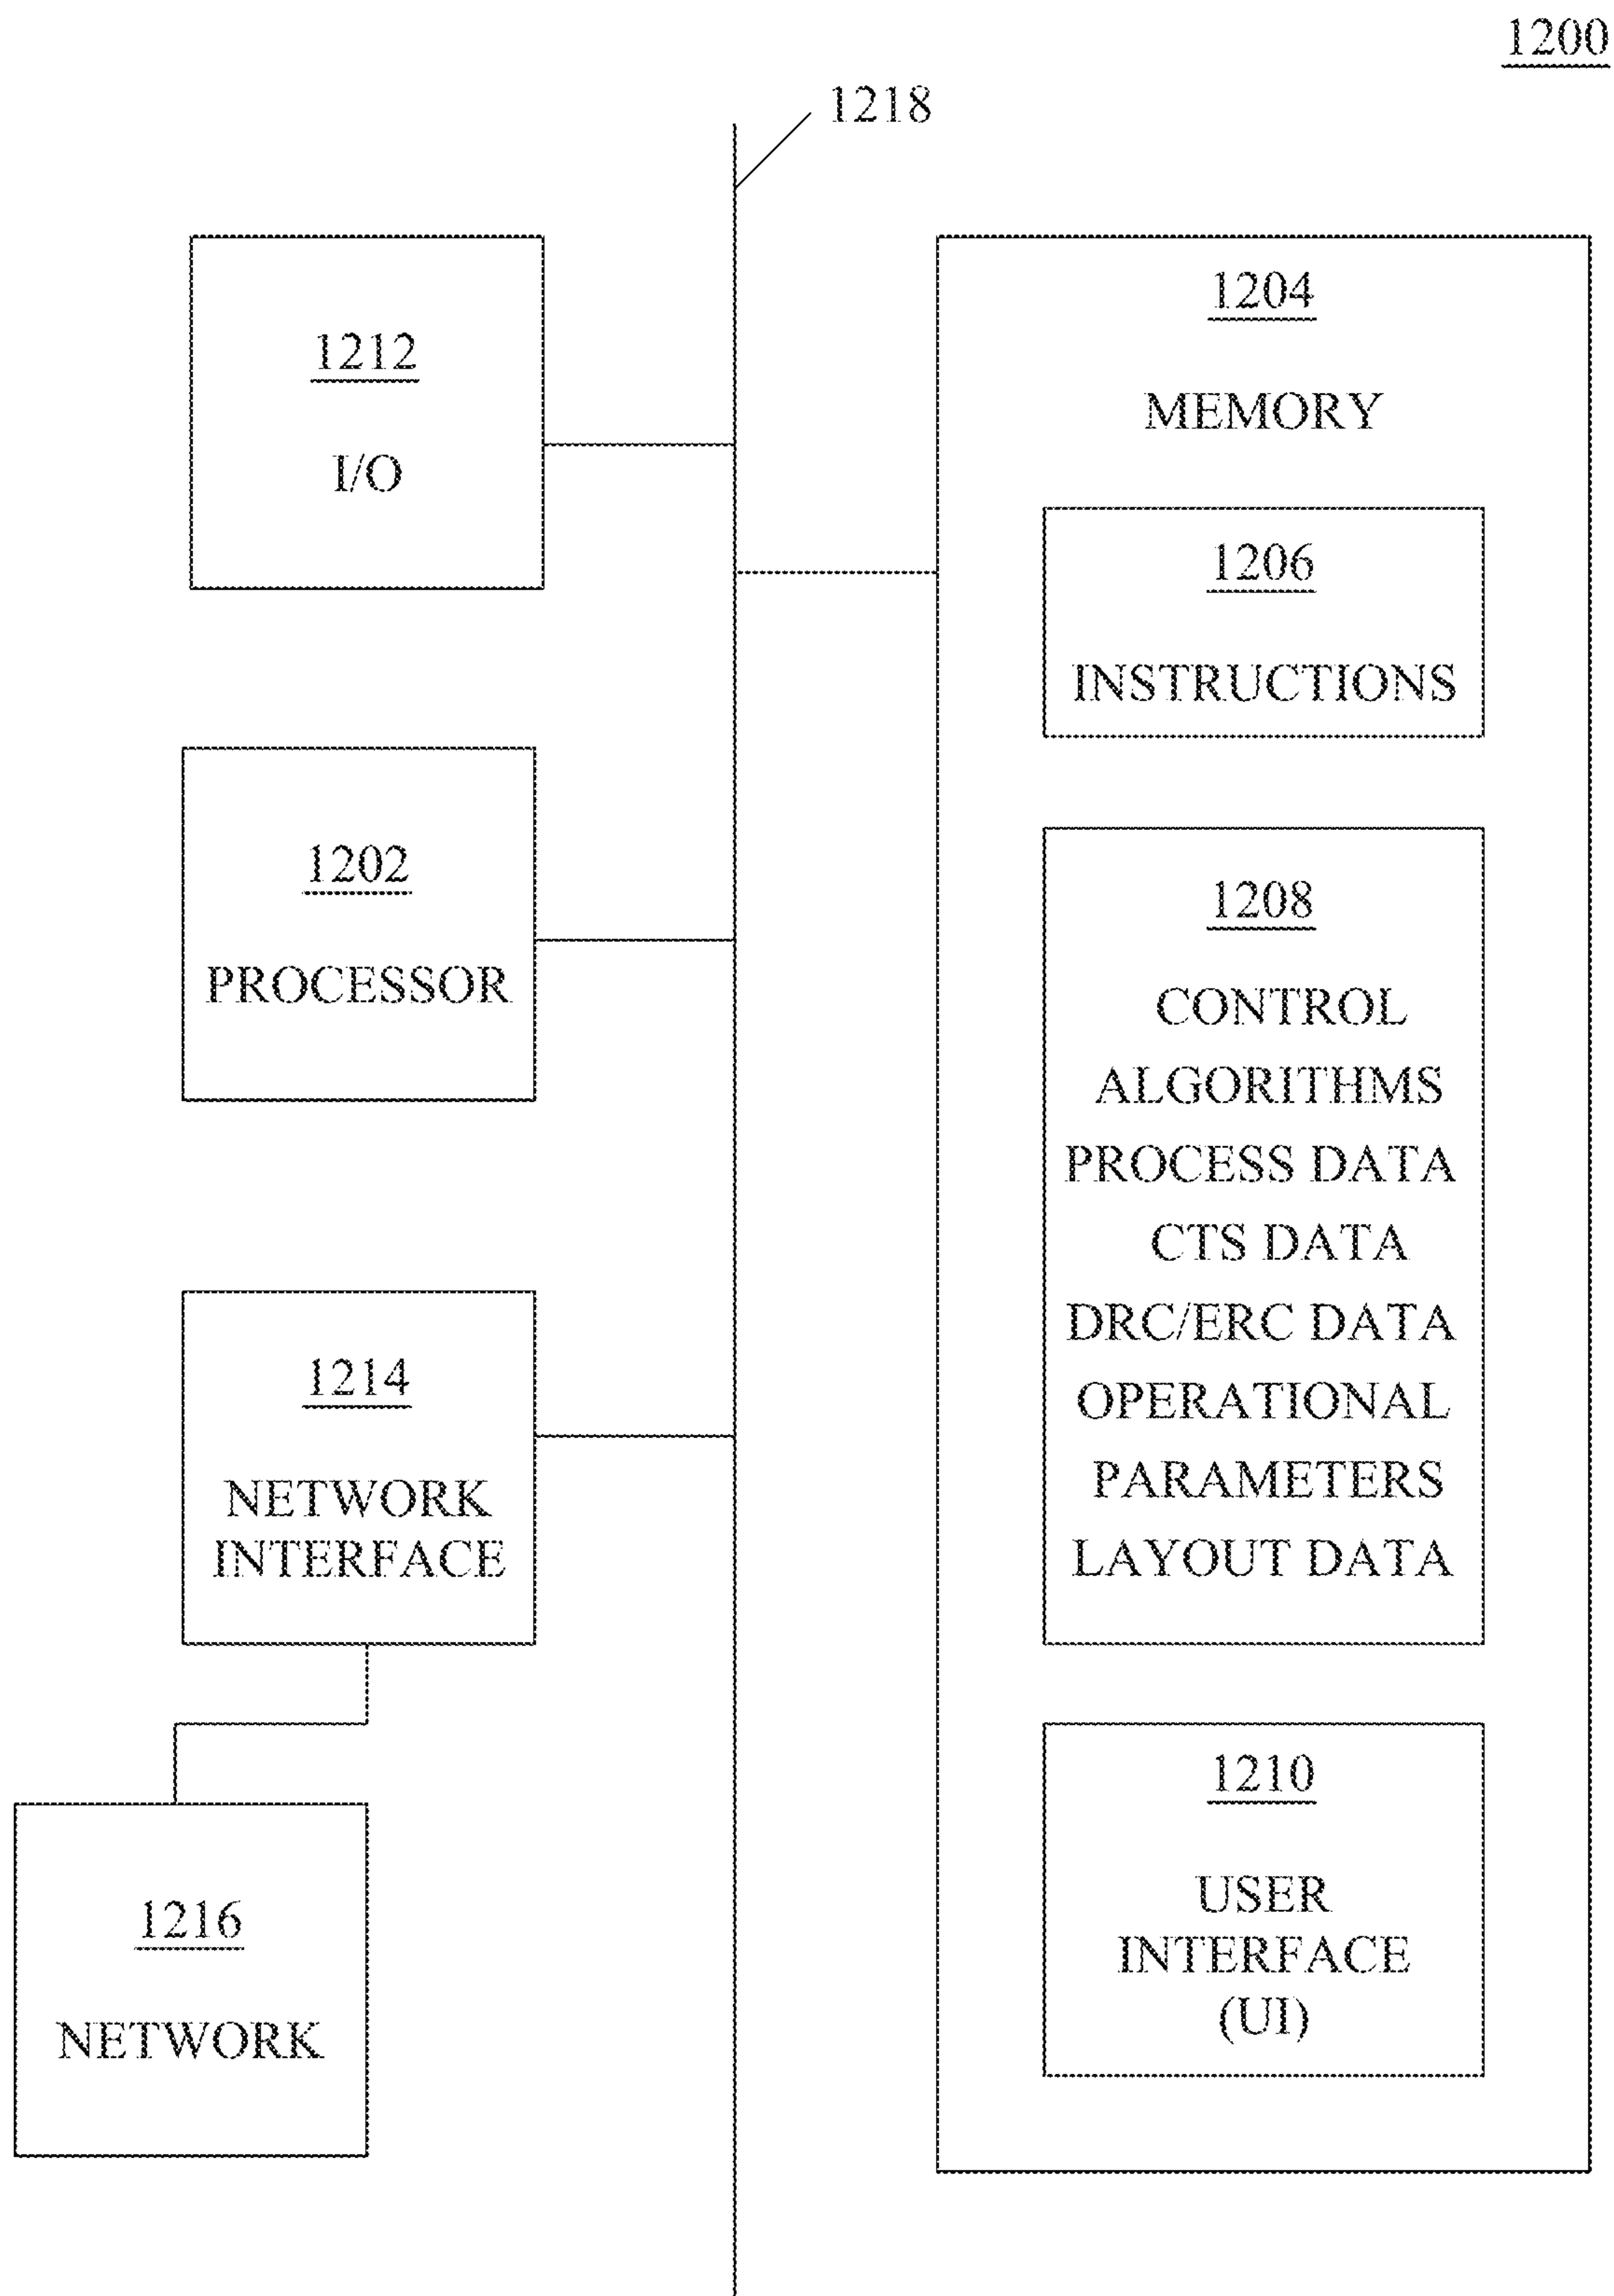 1200
1218
1212
I/O
1202
PROCESSOR
1214
NETWORK
INTERFACE
1216
NETWORK
1204
MEMORY
1206
INSTRUCTIONS
1208
CONTROL
ALGORITHMS
PROCESS DATA
CTS DATA
DRC/ERC DATA
OPERATIONAL
PARAMETERS
LAYOUT DATA
1210
USER
INTERFACE
(UI)